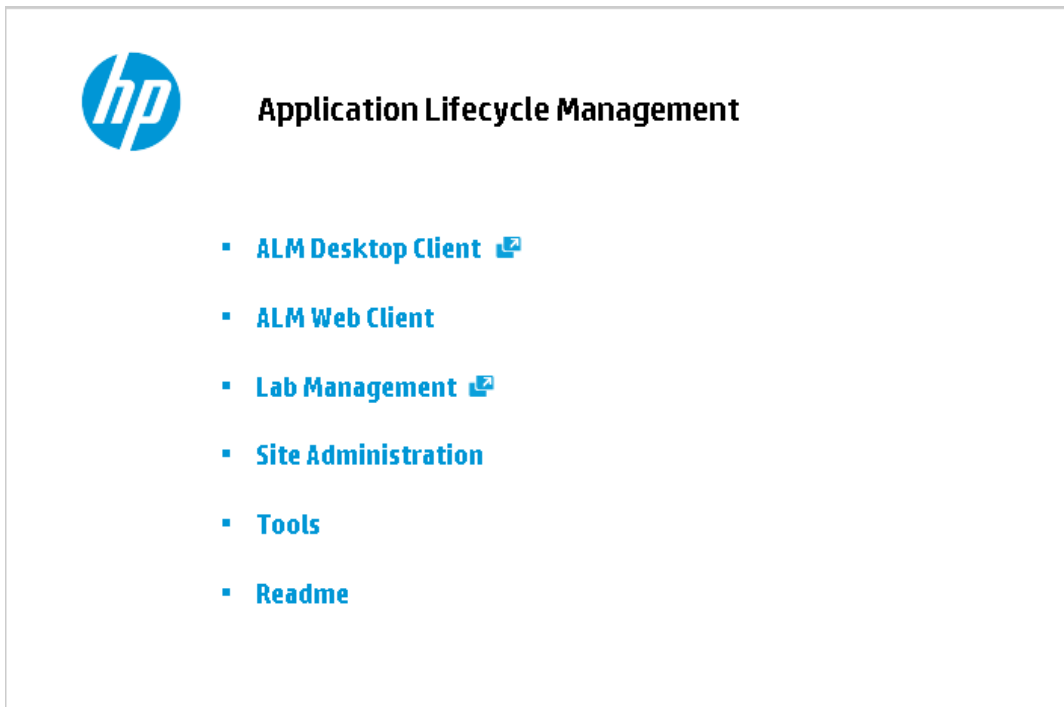 hp
Application Lifecycle Management
▪ ALM Desktop Client
▪ ALM Web Client
▪ Lab Management
▪ Site Administration
▪ Tools
▪ Readme